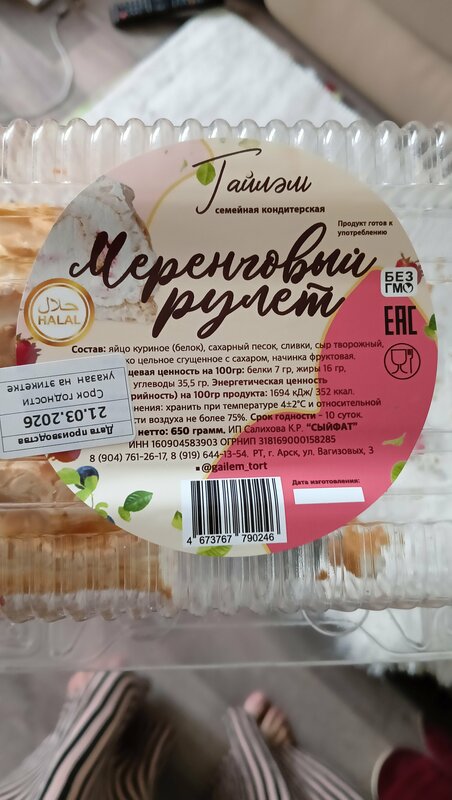 Гайлэм
семейная кондитерская
Продукт готов к
употреблению
Меренговый
рулет
БЕЗ
ГМО
حلال
HALAL
EAC
Состав: яйцо куриное (белок), сахарный песок, сливки, сыр творожный,
ко цельное сгущенное с сахаром, начинка фруктовая.
щевая ценность на 100гр: белки 7 гр, жиры 16 гр,
углеводы 35,5 гр. Энергетическая ценность
рийность) на 100гр продукта: 1694 кДж/ 352 ккал.
нения: хранить при температуре 4±2°С и относительной
сти воздуха не более 75%. Срок годности - 10 суток.
нетто: 650 грамм. ИП Салихова К.Р. "СЫЙФАТ"
ИНН 160904583903 ОГРНИП 318169000158285
8 (904) 761-26-17, 8 (919) 644-13-54. РТ, г. Арск, ул. Вагизовых, 3
@gailem_tort
Дата изготовления:
4 673767 790246
Дата производства
21.03.2026
Срок годности
указан на этикетке